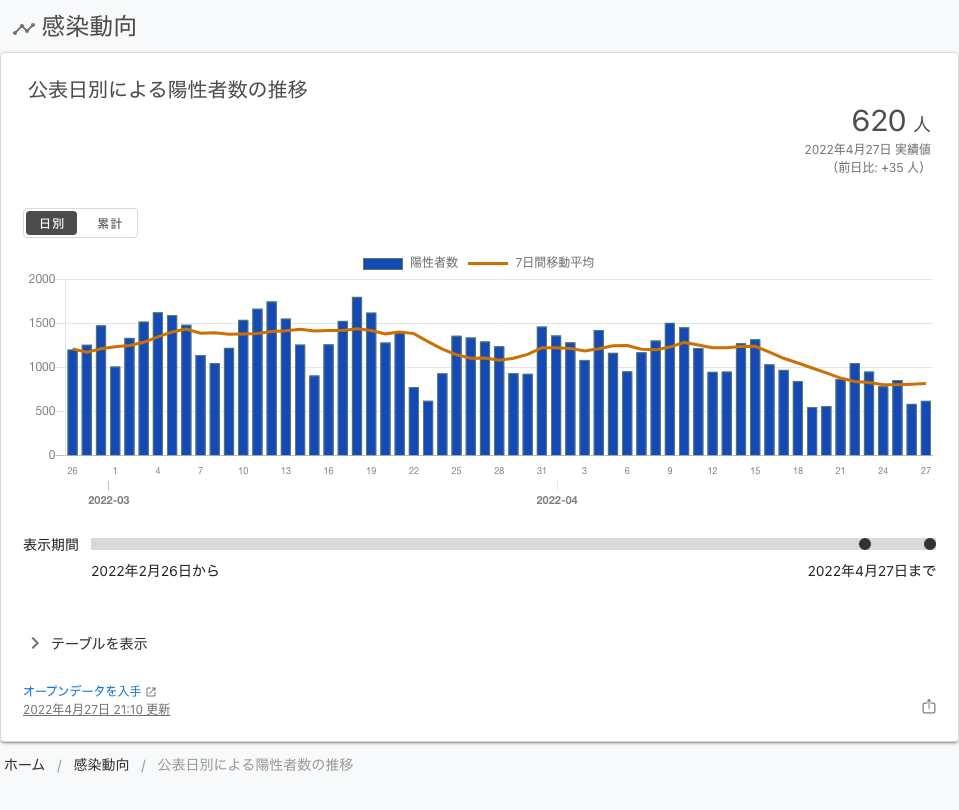 感染動向
公表日別による陽性者数の推移
620 人
2022年4月27日 実績値
（前日比: +35 人）
日別 累計
陽性者数 7日間移動平均
2000
1500
1000
500
0
26 1 4 7 10 13 16 19 22 25 28 31 3 6 9 12 15 18 21 24 27
2022-03 2022-04
表示期間
2022年2月26日から 2022年4月27日まで
テーブルを表示
オープンデータを入手
2022年4月27日 21:10 更新
ホーム / 感染動向 / 公表日別による陽性者数の推移